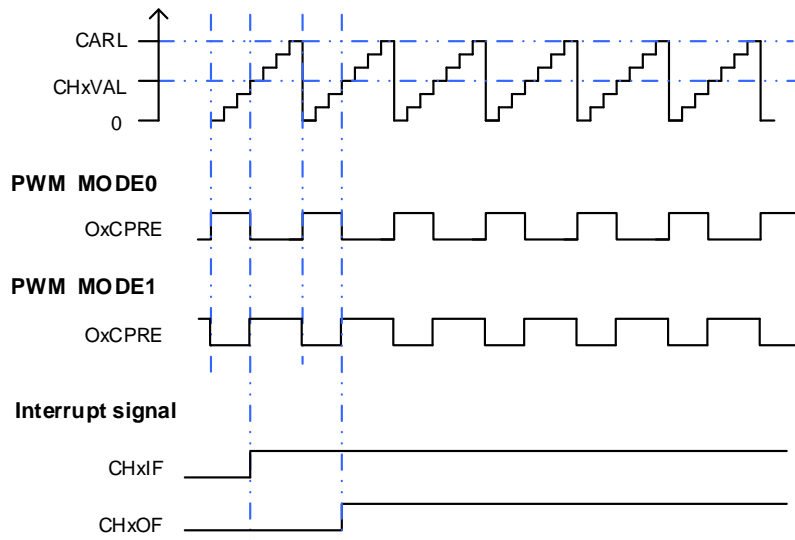 CARL
CHxVAL
0
PWM MODE0
OxCPRE
PWM MODE1
OxCPRE
Interrupt signal
CHxIF
CHxOF